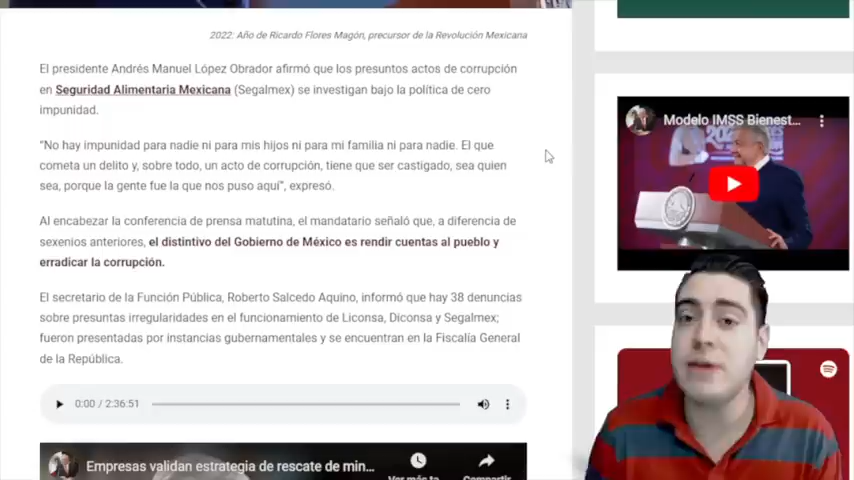 2022: Año de Ricardo Flores Magón, precursor de la Revolución Mexicana
El presidente Andrés Manuel López Obrador afirmó que los presuntos actos de corrupción
en Seguridad Alimentaria Mexicana (Segalmex) se investigan bajo la política de cero
impunidad.
“No hay impunidad para nadie ni para mis hijos ni para mi familia ni para nadie. El que
cometa un delito y, sobre todo, un acto de corrupción, tiene que ser castigado, sea quien
sea, porque la gente fue la que nos puso aquí”, expresó.
Al encabezar la conferencia de prensa matutina, el mandatario señaló que, a diferencia de
sexenios anteriores, el distintivo del Gobierno de México es rendir cuentas al pueblo y
erradicar la corrupción.
El secretario de la Función Pública, Roberto Salcedo Aquino, informó que hay 38 denuncias
sobre presuntas irregularidades en el funcionamiento de Liconsa, Diconsa y Segalmex;
fueron presentadas por instancias gubernamentales y se encuentran en la Fiscalía General
de la República.
0:00 / 2:36:51
Empresas validan estrategia de rescate de min...
Ver más ta
Compartir
Modelo IMSS Bienest...